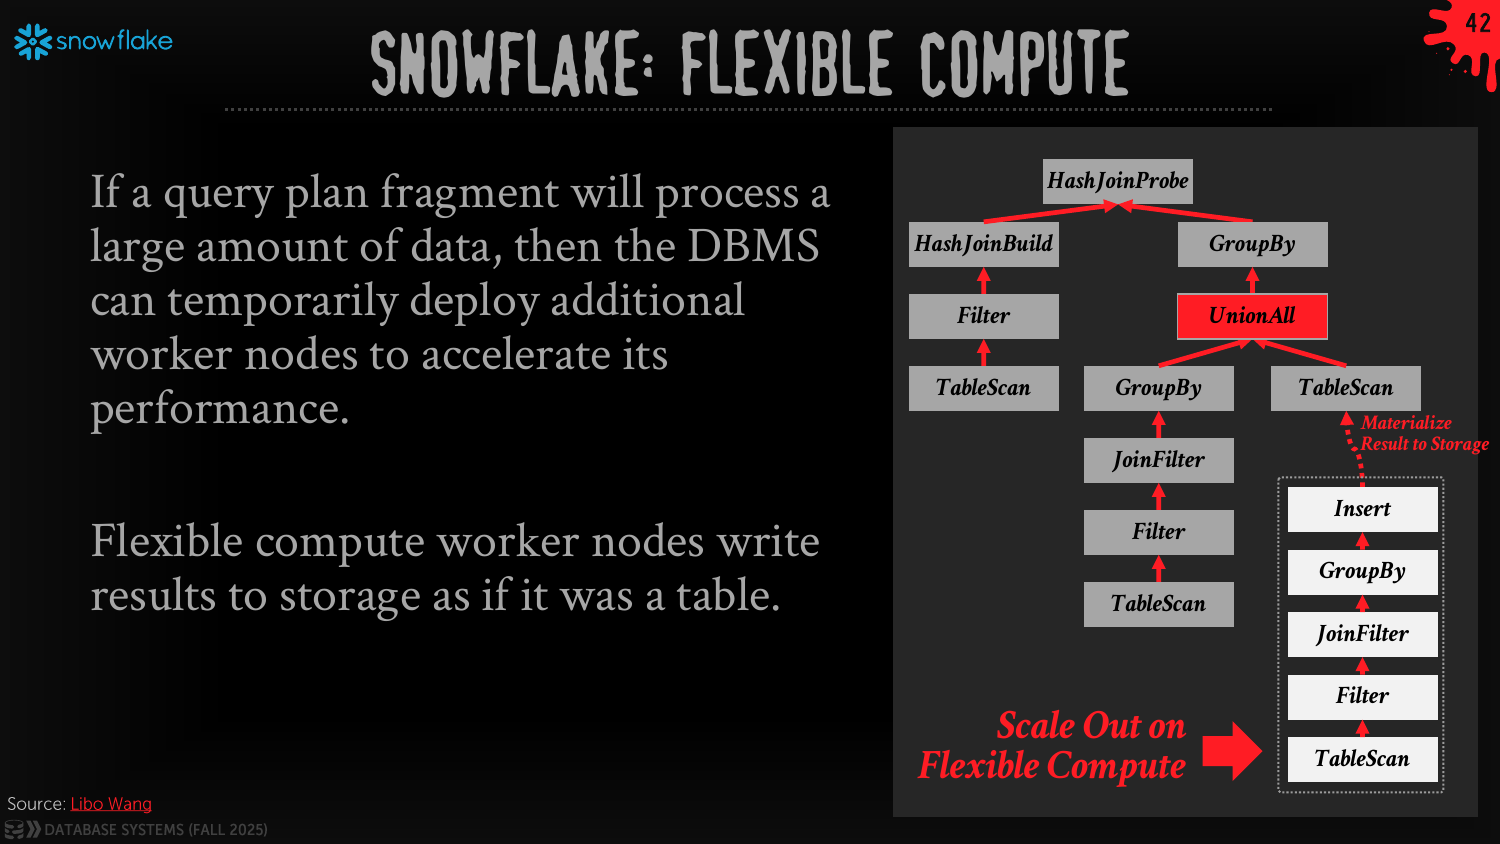 snowflake
SNOWFLAKE: FLEXIBLE COMPUTE
42
If a query plan fragment will process a
large amount of data, then the DBMS
can temporarily deploy additional
worker nodes to accelerate its
performance.
Flexible compute worker nodes write
results to storage as if it was a table.
HashJoinProbe
HashJoinBuild
GroupBy
Filter
UnionAll
TableScan
GroupBy
TableScan
Materialize
Result to Storage
JoinFilter
Insert
Filter
GroupBy
TableScan
JoinFilter
Filter
Scale Out on
Flexible Compute
TableScan
Source: Libo Wang
DATABASE SYSTEMS (FALL 2025)